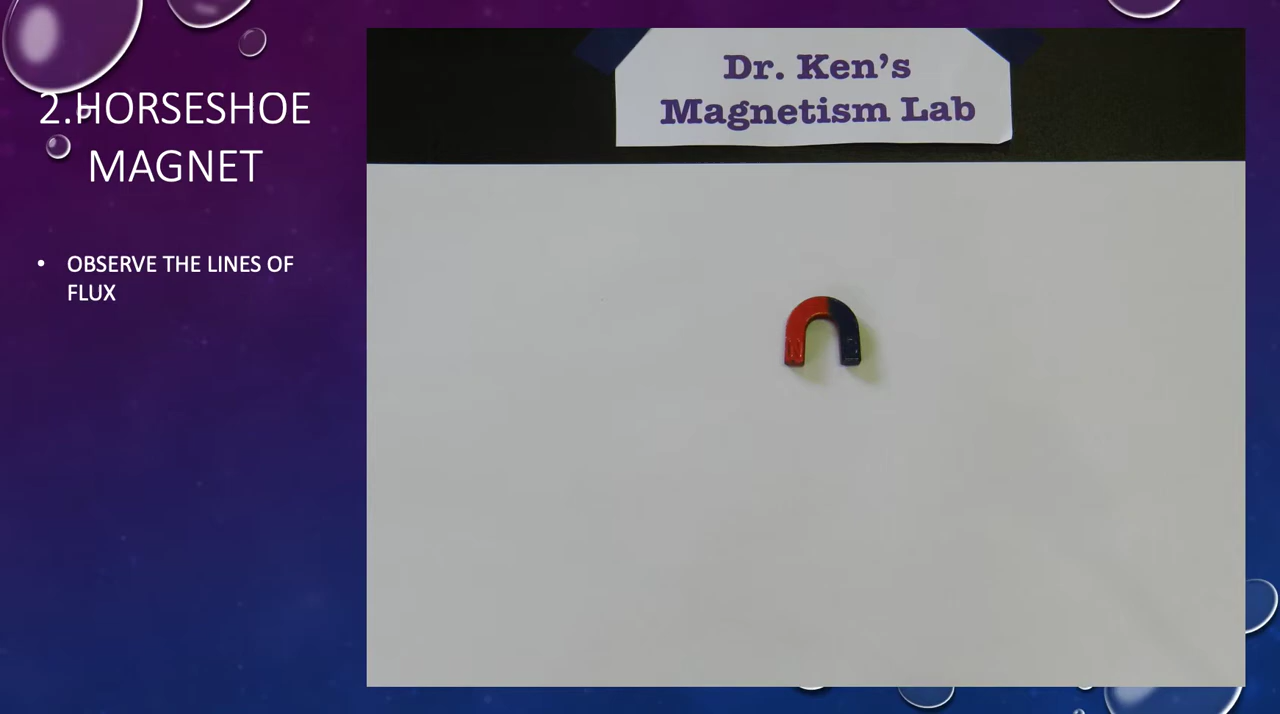 2.HORSESHOE
MAGNET
• OBSERVE THE LINES OF
FLUX
Dr. Ken's
Magnetism Lab